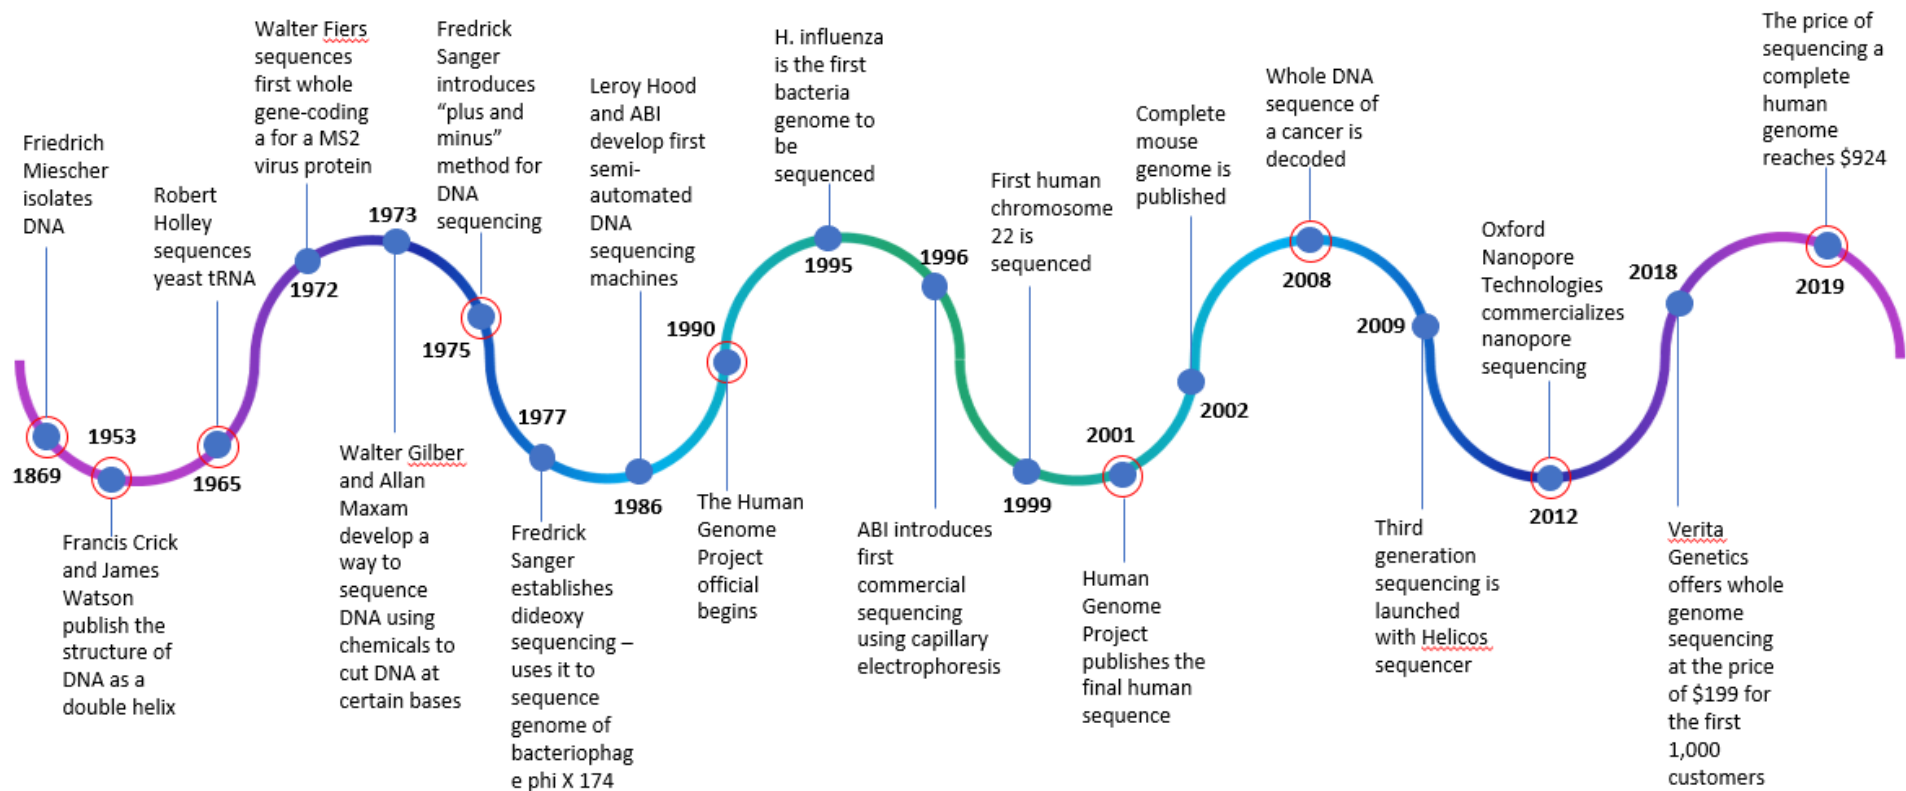 Friedrich
Miescher
isolates
DNA
1869
1953
Francis Crick
and James
Watson
publish the
structure of
DNA as a
double helix
Robert
Holley
sequences
yeast tRNA
1965
Walter Fiers
sequences
first whole
gene-coding
a for a MS2
virus protein
1972
1973
Walter Gilber
and Allan
Maxam
develop a
way to
sequence
DNA using
chemicals to
cut DNA at
certain bases
Fredrick
Sanger
introduces
“plus and
minus”
method for
DNA
sequencing
1975
1977
Fredrick
Sanger
establishes
dideoxy
sequencing –
uses it to
sequence
genome of
bacteriophag
e phi X 174
Leroy Hood
and ABI
develop first
semi-
automated
DNA
sequencing
machines
1986
1990
The Human
Genome
Project
official
begins
H. influenza
is the first
bacteria
genome to
be
sequenced
1995
1996
ABI introduces
first
commercial
sequencing
using capillary
electrophoresis
First human
chromosome
22 is
sequenced
1999
2001
Human
Genome
Project
publishes the
final human
sequence
Complete
mouse
genome is
published
2002
Whole DNA
sequence of
a cancer is
decoded
2008
2009
Third
generation
sequencing is
launched
with Helicos
sequencer
Oxford
Nanopore
Technologies
commercializes
nanopore
sequencing
2012
2018
Verita
Genetics
offers whole
genome
sequencing
at the price
of $199 for
the first
1,000
customers
The price of
sequencing a
complete
human
genome
reaches $924
2019